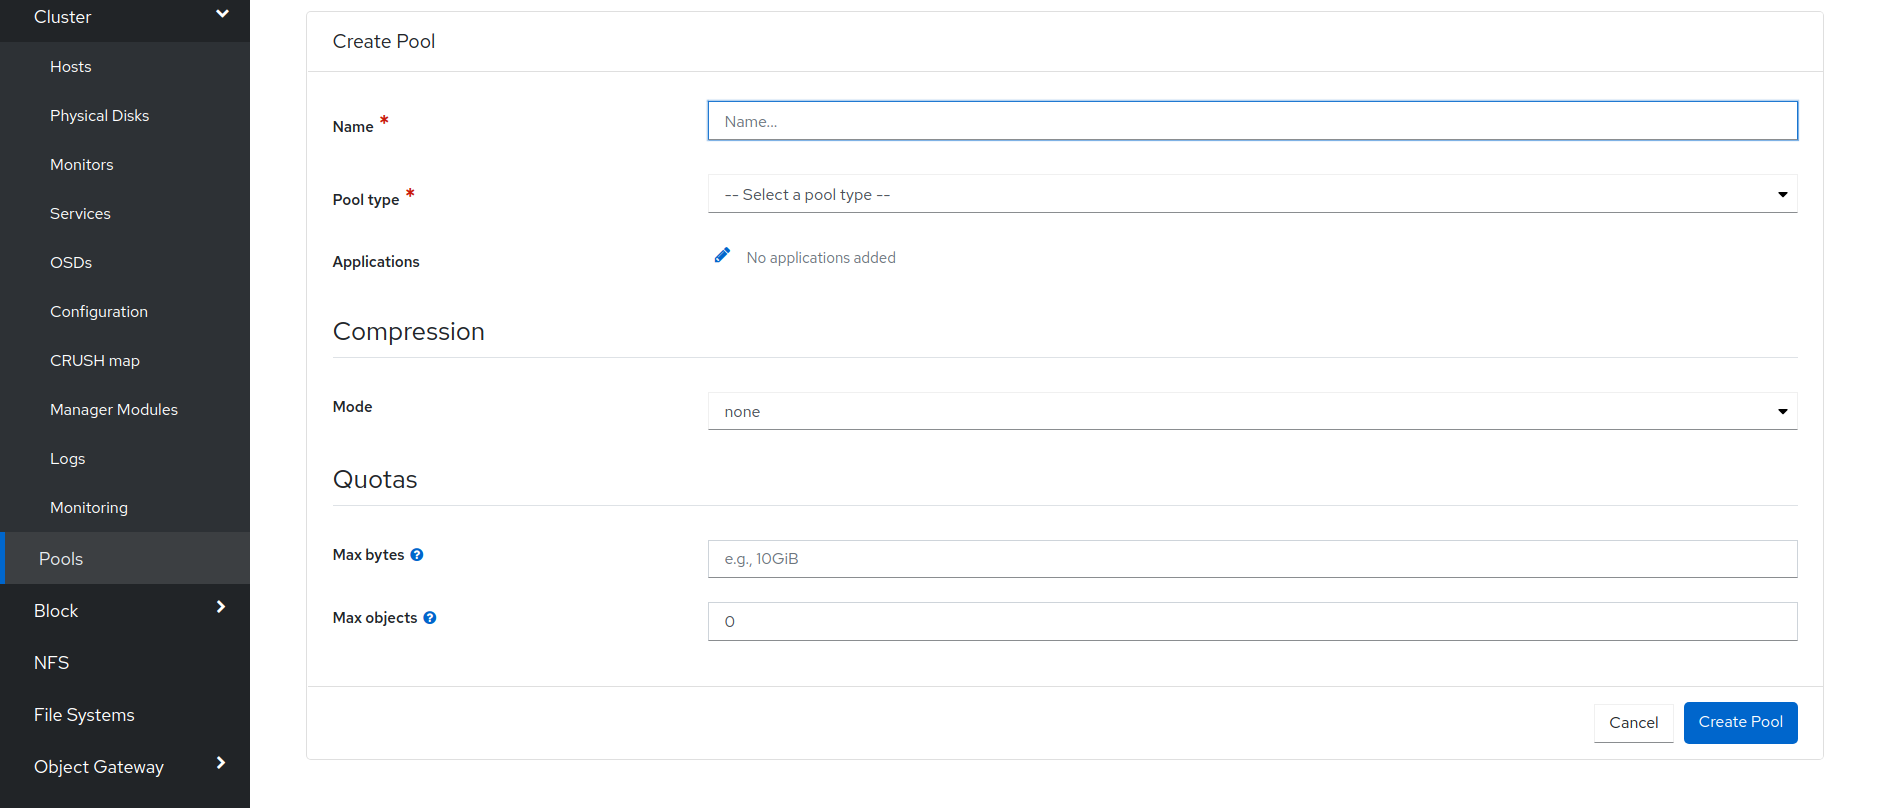 Cluster
Hosts
Physical Disks
Monitors
Services
OSDs
Configuration
CRUSH map
Manager Modules
Logs
Monitoring
Pools
Block
NFS
File Systems
Object Gateway
Create Pool
Name *
Name...
Pool type *
-- Select a pool type --
Applications
No applications added
Compression
Mode
none
Quotas
Max bytes ?
e.g., 10GiB
Max objects ?
0
Cancel
Create Pool